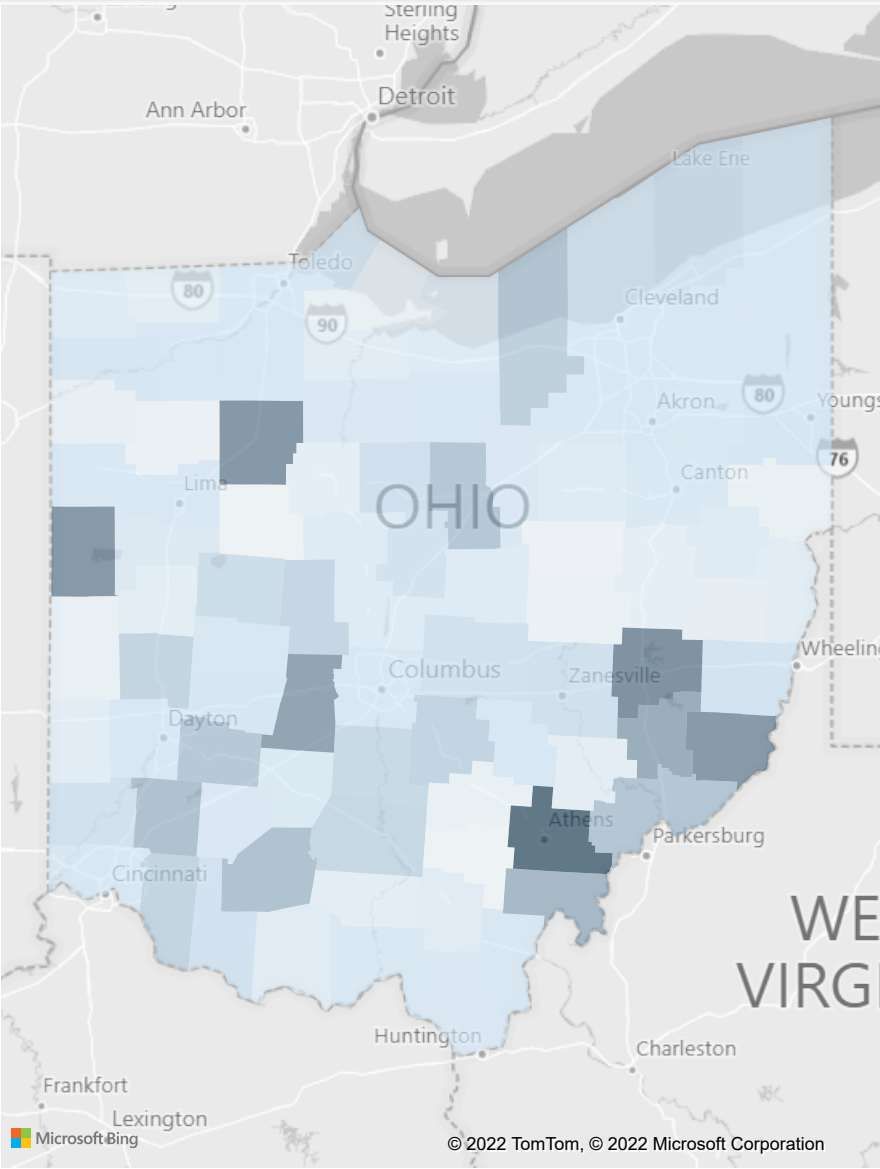 Sterling
Heights
Ann Arbor
Detroit
Lake Erie
Toledo
80
90
Cleveland
80
Akron
Youngs
76
Lima
Canton
OHIO
Wheeling
Columbus
Zanesville
Dayton
Athens
Parkersburg
Cincinnati
WE
VIRGI
Huntington
Charleston
Frankfort
Lexington
Microsoft Bing
© 2022 TomTom, © 2022 Microsoft Corporation